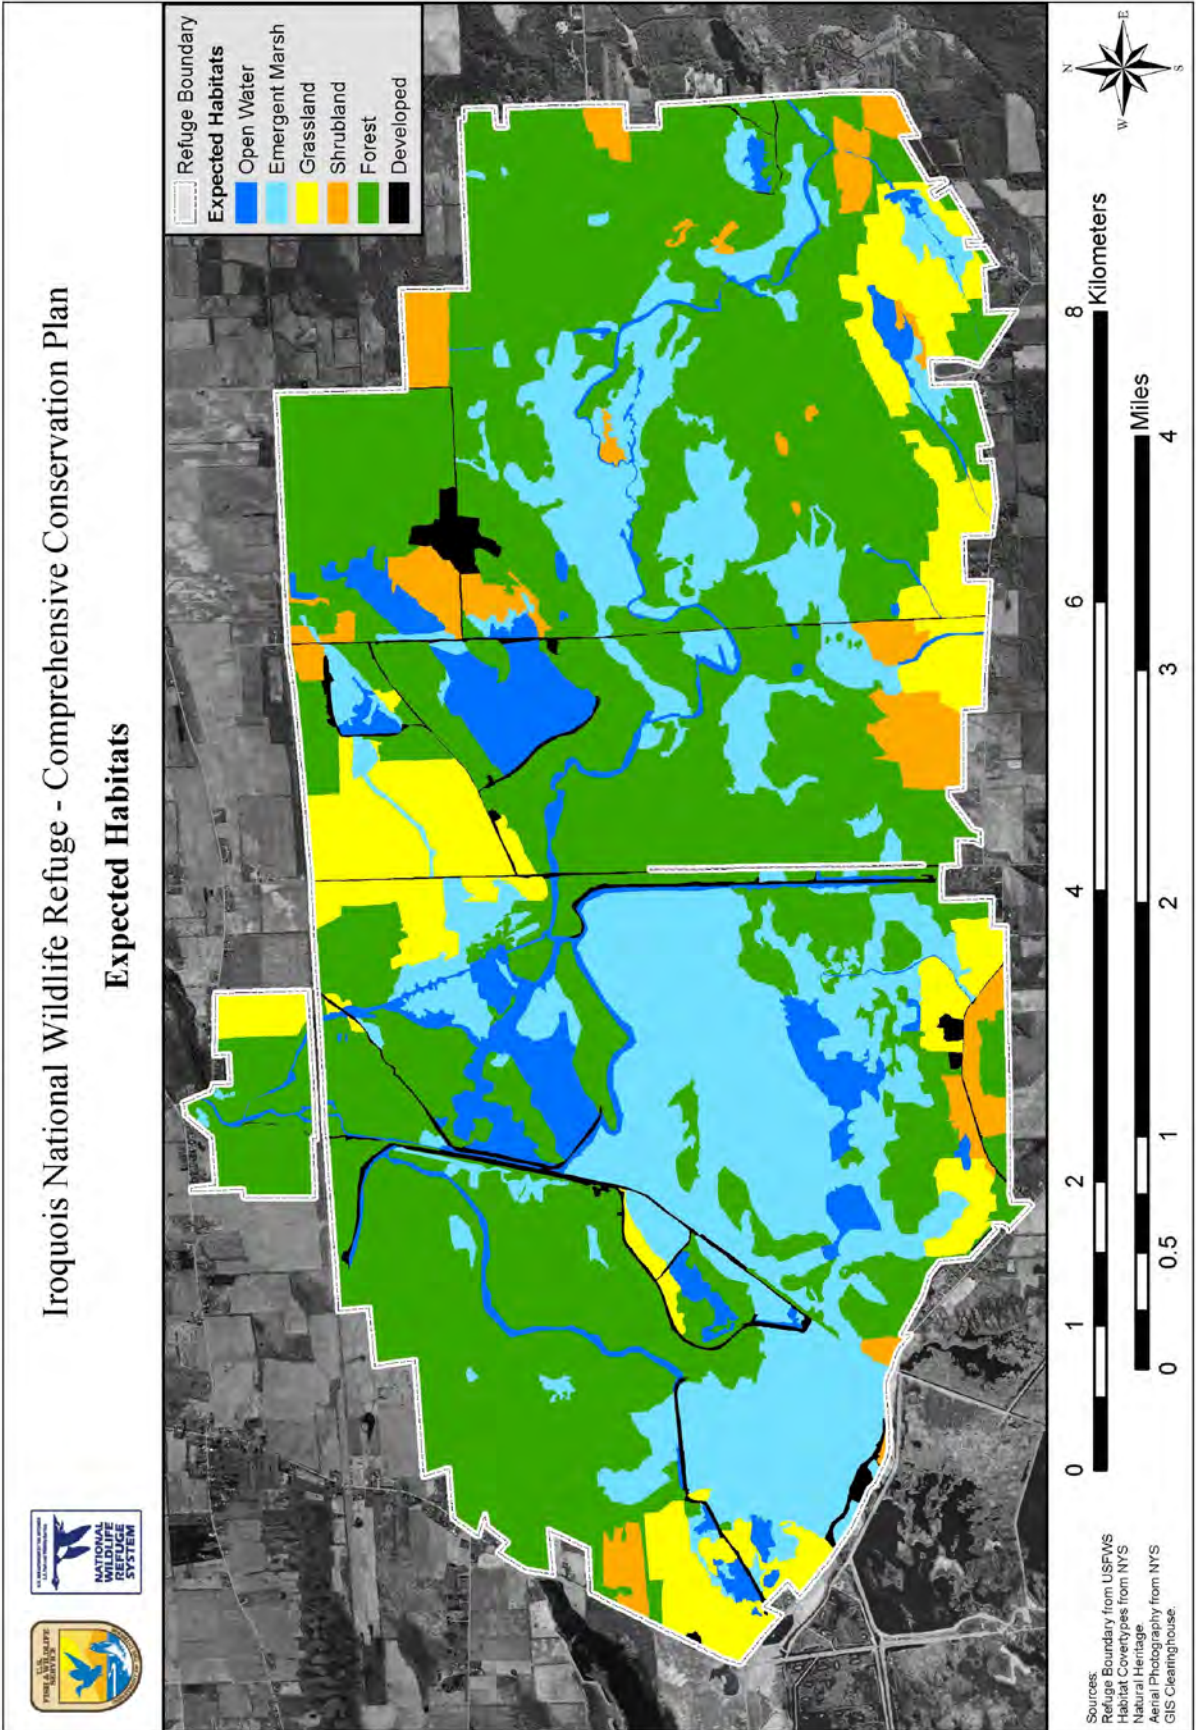 Iroquois National Wildlife Refuge - Comprehensive Conservation Plan
Expected Habitats
U.S.
FISH & WILDLIFE
SERVICE
NATIONAL
WILDLIFE
REFUGE
SYSTEM
Refuge Boundary
Expected Habitats
Open Water
Emergent Marsh
Grassland
Shrubland
Forest
Developed
N
E
S
W
0 1 2 4 6 8
Kilometers
0 0.5 1 2 3 4
Miles
Sources:
Refuge Boundary from USFWS
Habitat Covertypes from NYS
Natural Heritage.
Aerial Photography from NYS
GIS Clearinghouse.